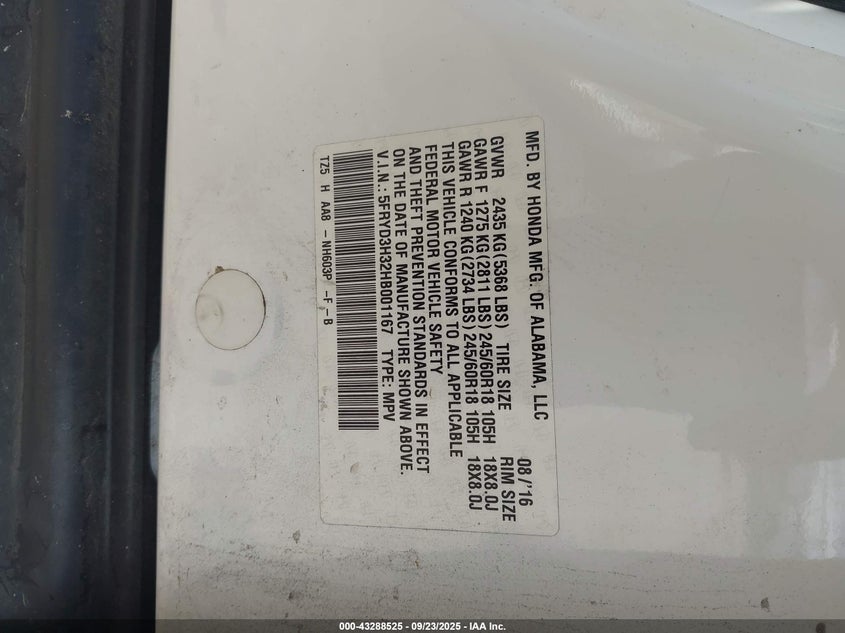 MFD. BY HONDA MFG. OF ALABAMA, LLC 08/'16
GVWR 2435 KG(5368 LBS) TIRE SIZE RIM SIZE
GAWR F 1275 KG(2811 LBS) 245/60R18 105H 18X8.0J
GAWR R 1240 KG(2734 LBS) 245/60R18 105H 18X8.0J
THIS VEHICLE CONFORMS TO ALL APPLICABLE
FEDERAL MOTOR VEHICLE SAFETY
AND THEFT PREVENTION STANDARDS IN EFFECT
ON THE DATE OF MANUFACTURE SHOWN ABOVE.
V.I.N.: 5FRYD3H32HB001167 TYPE: MPV
TZ5 H AA8 - NH603P -F - B
000-43288525 - 09/23/2025 - IAA Inc.